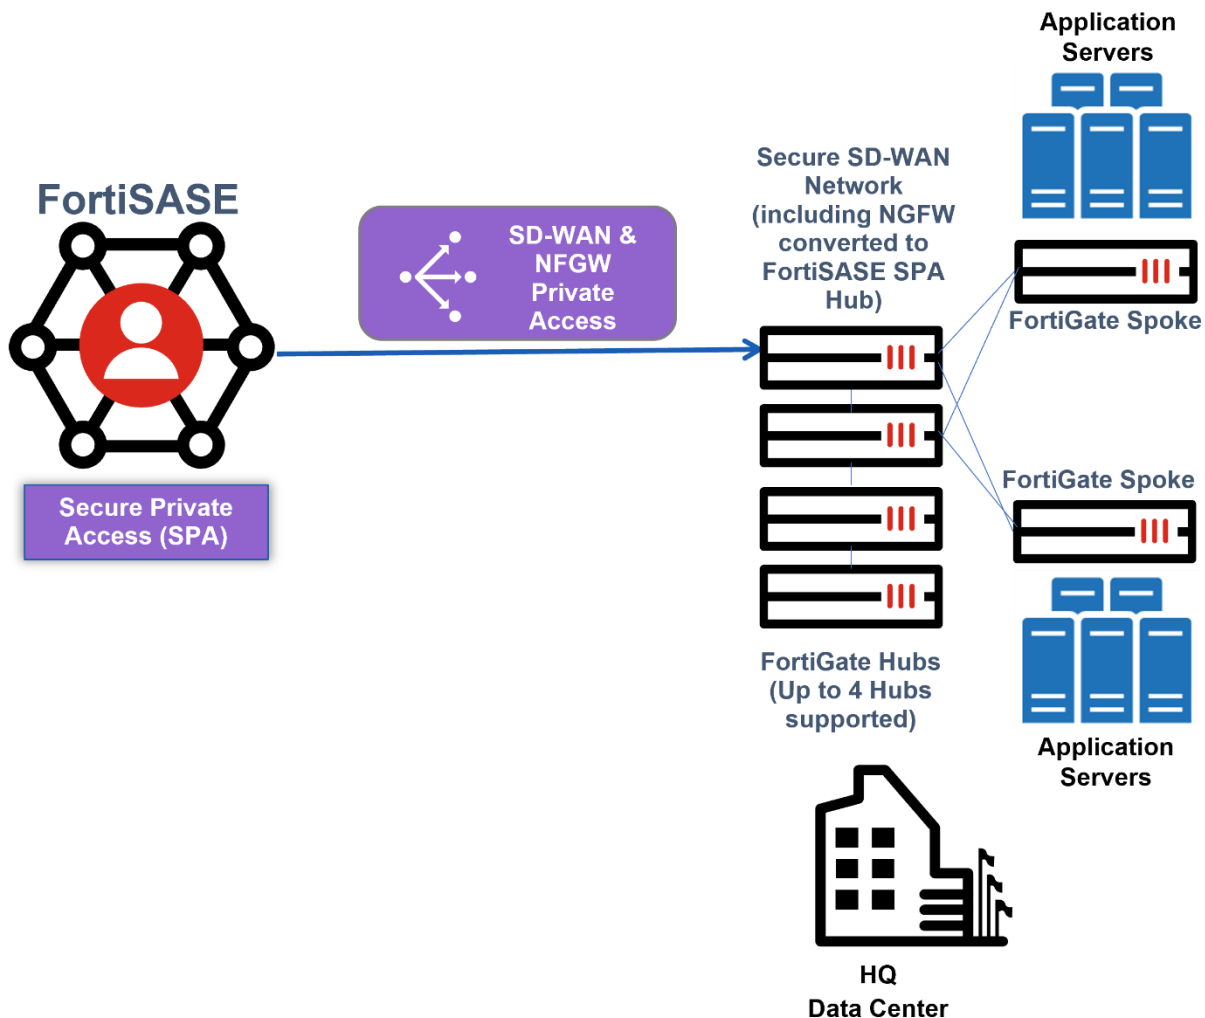 FortiSASE
Secure Private
Access (SPA)
SD-WAN &
NFGW
Private
Access
Secure SD-WAN
Network
(including NGFW
converted to
FortiSASE SPA
Hub)
FortiGate Hubs
(Up to 4 Hubs
supported)
HQ
Data Center
Application
Servers
FortiGate Spoke
FortiGate Spoke
Application
Servers